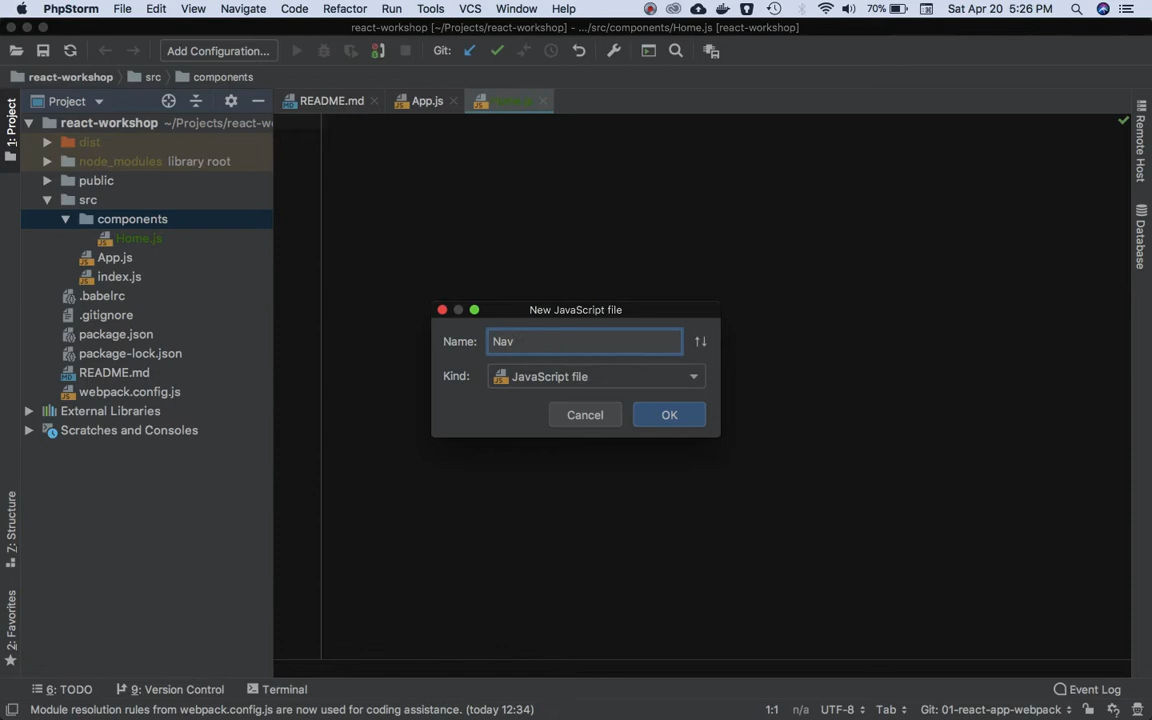 PhpStorm File Edit View Navigate Code Refactor Run Tools VCS Window Help 70% Sat Apr 20 5:26 PM
react-workshop [~/Projects/react-workshop] - .../src/components/Home.js [react-workshop]
Add Configuration... Git:
react-workshop src components
1: Project
Project
README.md App.js Home.js
react-workshop ~/Projects/react-w
dist
node_modules library root
public
src
components
Home.js
App.js
index.js
.babelrc
.gitignore
package.json
package-lock.json
README.md
webpack.config.js
External Libraries
Scratches and Consoles
New JavaScript file
Name: Nav
Kind: JavaScript file
Cancel OK
Remote Host
Database
7: Structure
2: Favorites
6: TODO 9: Version Control Terminal Event Log
Module resolution rules from webpack.config.js are now used for coding assistance. (today 12:34) 1:1 n/a UTF-8 Tab Git: 01-react-app-webpack